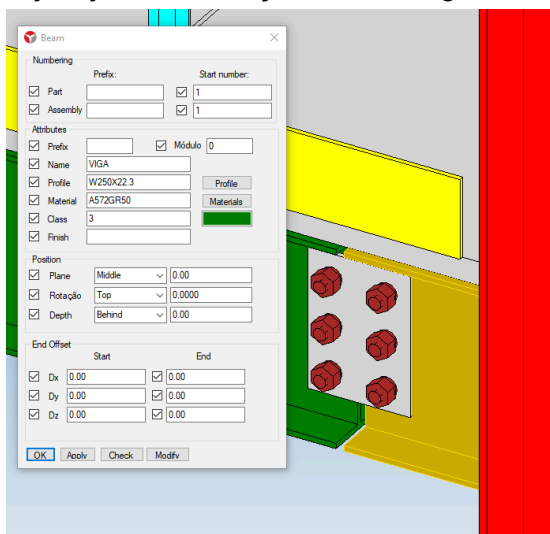 Beam
Numbering
Prefix: Start number:
Part 1
Assembly 1
Attributes
Prefix Módulo 0
Name VIGA
Profile W250X22.3 Profile
Material A572GR50 Materials
Class 3
Finish
Position
Plane Middle 0.00
Rotação Top 0,0000
Depth Behind 0.00
End Offset
Start End
Dx 0.00 0.00
Dy 0.00 0.00
Dz 0.00 0.00
OK Apply Check Modify